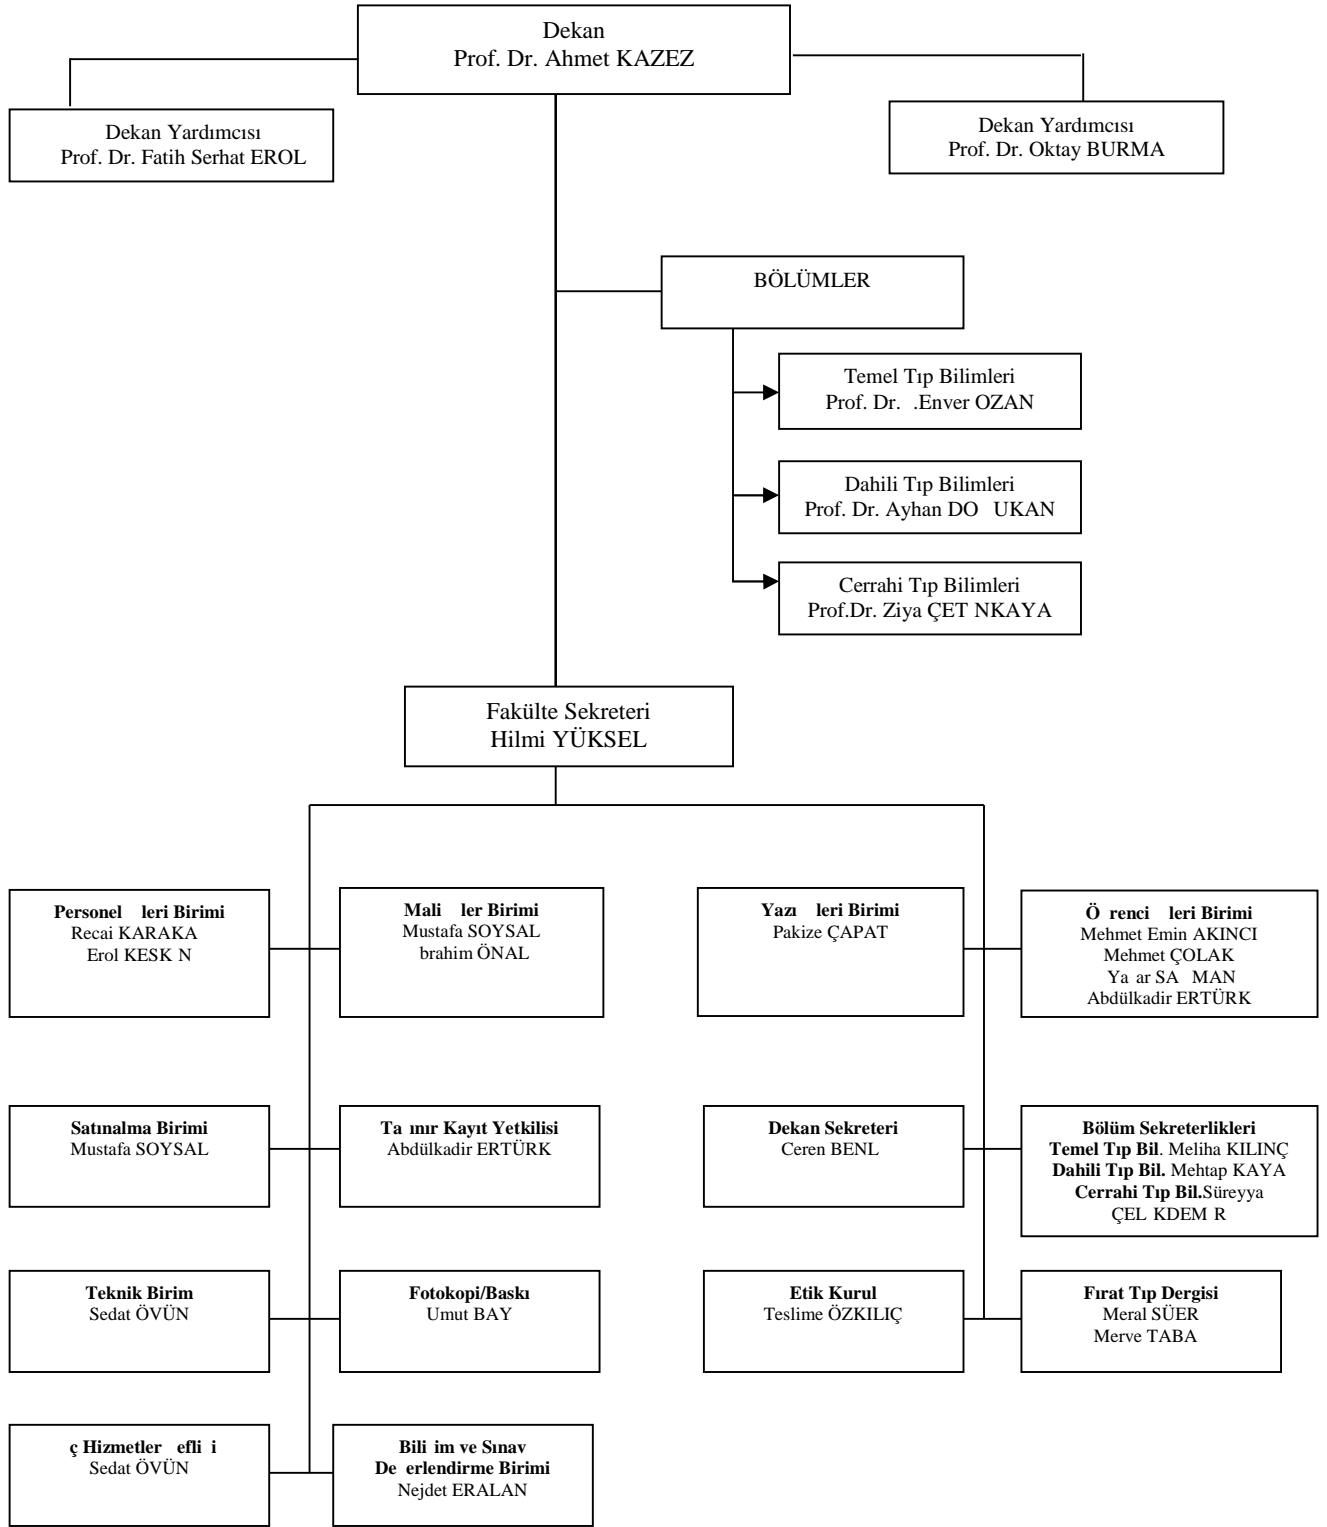 Dekan
Prof. Dr. Ahmet KAZEZ
Dekan Yardımcısı
Prof. Dr. Fatih Serhat EROL
Dekan Yardımcısı
Prof. Dr. Oktay BURMA
BÖLÜMLER
Temel Tıp Bilimleri
Prof. Dr. .Enver OZAN
Dahili Tıp Bilimleri
Prof. Dr. Ayhan DO UKAN
Cerrahi Tıp Bilimleri
Prof.Dr. Ziya ÇET NKAYA
Fakülte Sekreteri
Hilmi YÜKSEL
Personel leri Birimi
Recai KARAKA
Erol KESK N
Mali ler Birimi
Mustafa SOYSAL
brahim ÖNAL
Yazı leri Birimi
Pakize ÇAPAT
Ö renci leri Birimi
Mehmet Emin AKINCI
Mehmet ÇOLAK
Ya ar SA MAN
Abdülkadir ERTÜRK
Satınalma Birimi
Mustafa SOYSAL
Ta ınır Kayıt Yetkilisi
Abdülkadir ERTÜRK
Dekan Sekreteri
Ceren BENL
Bölüm Sekreterlikleri
Temel Tıp Bil. Meliha KILINÇ
Dahili Tıp Bil. Mehtap KAYA
Cerrahi Tıp Bil.Süreyya
ÇEL KDEM R
Teknik Birim
Sedat ÖVÜN
Fotokopi/Baskı
Umut BAY
Etik Kurul
Teslime ÖZKILIÇ
Fırat Tıp Dergisi
Meral SÜER
Merve TABA
ç Hizmetler efli i
Sedat ÖVÜN
Bili im ve Sınav
De erlendirme Birimi
Nejdet ERALAN